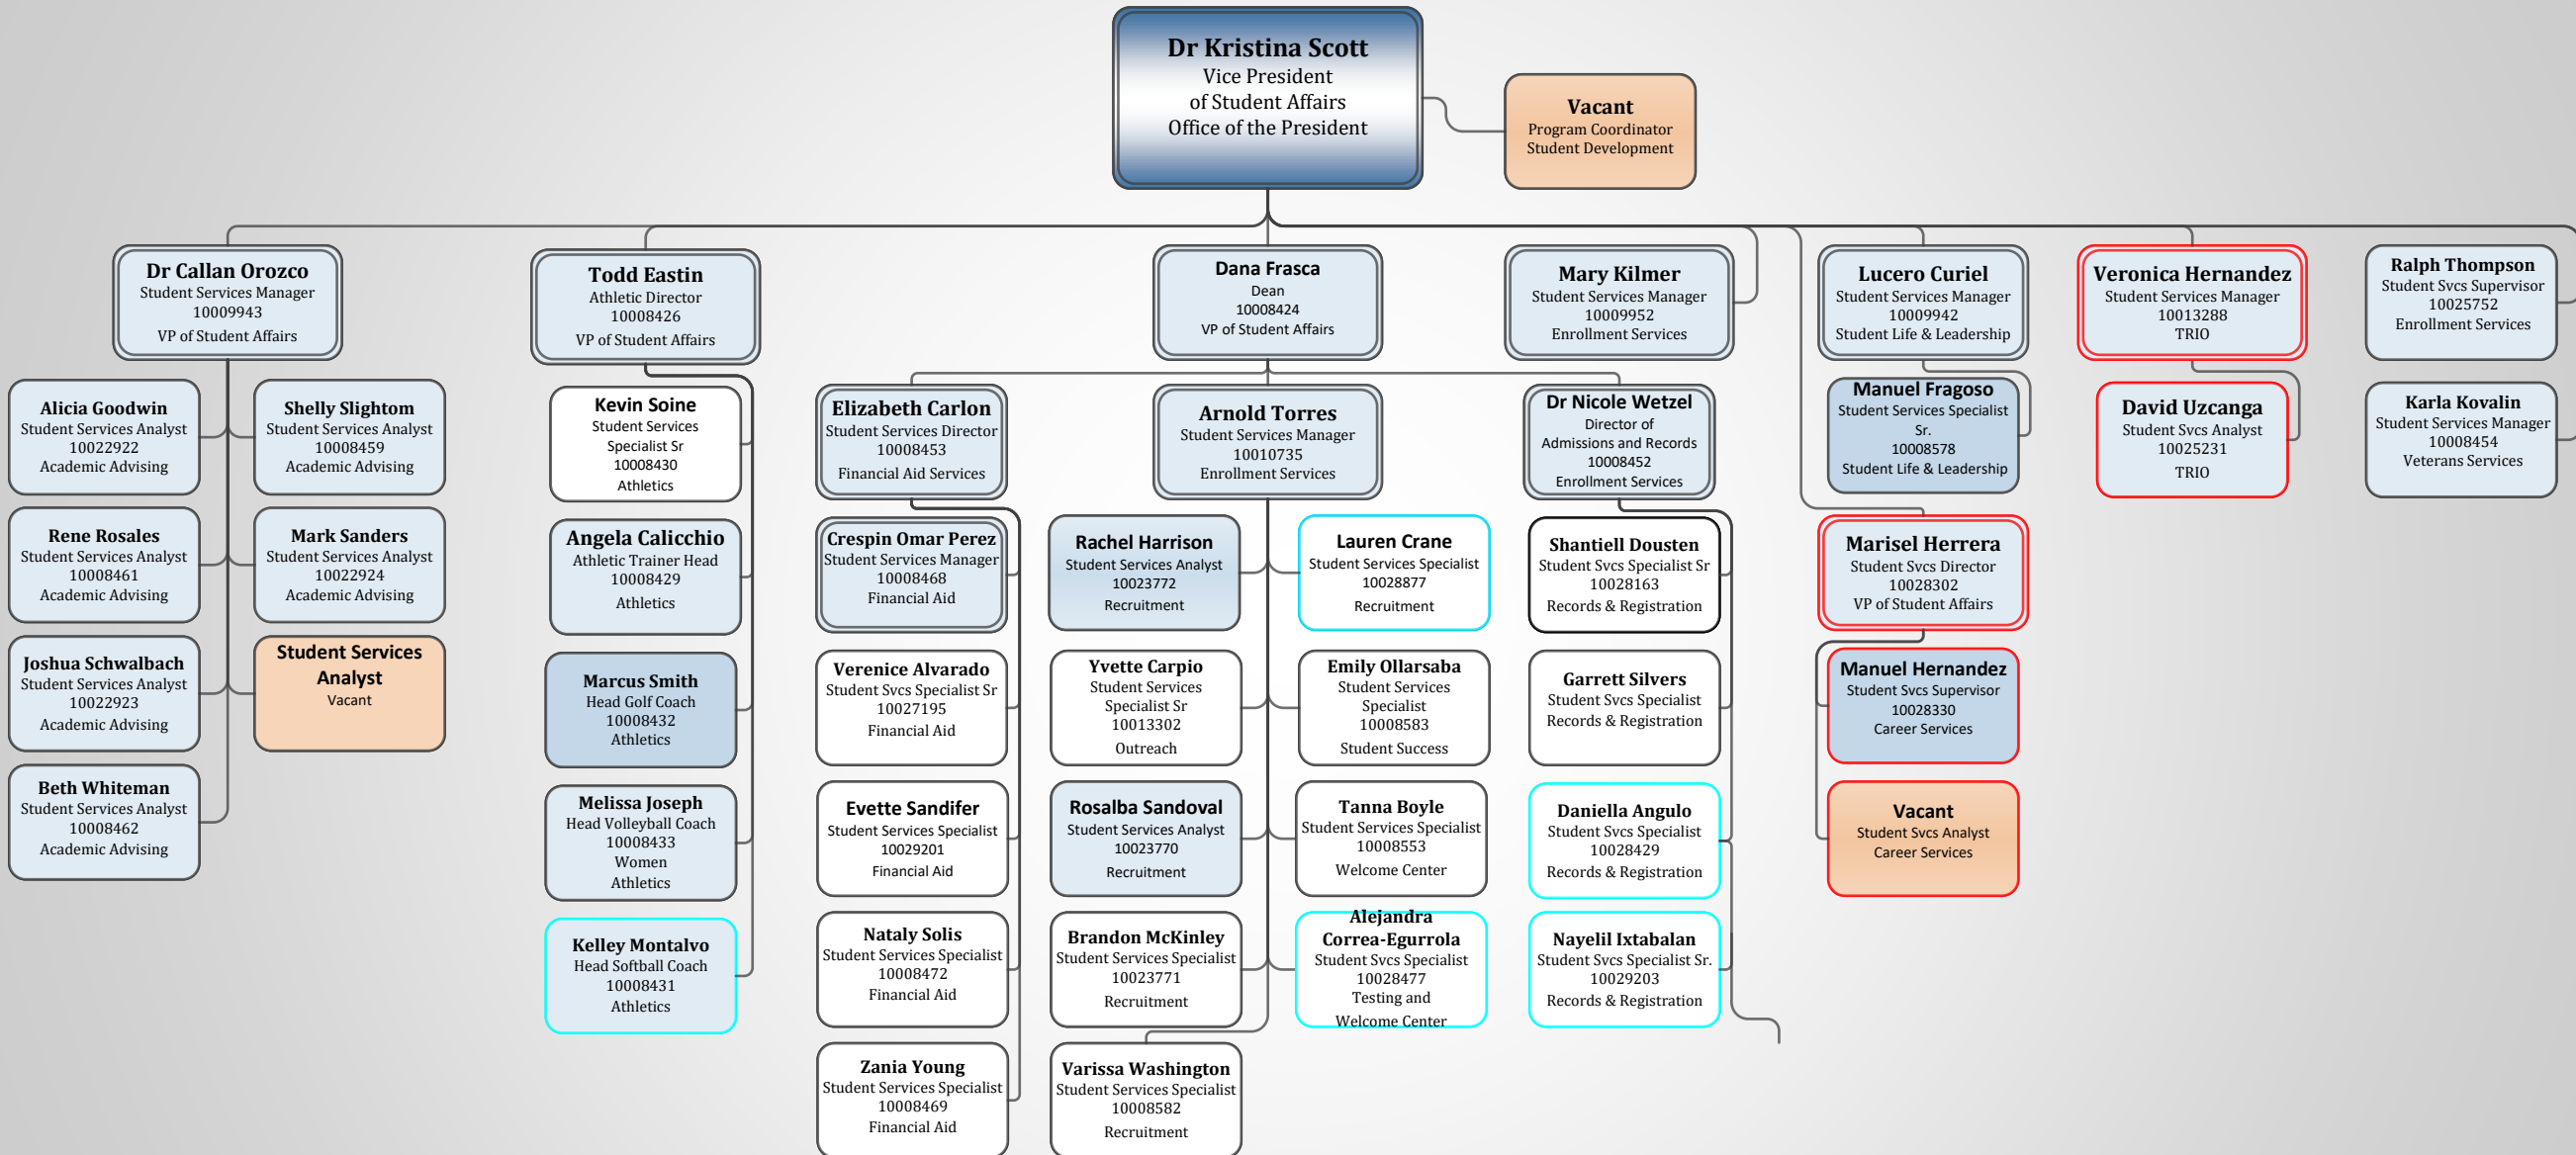 Dr Kristina Scott
Vice President
of Student Affairs
Office of the President
Vacant
Program Coordinator
Student Development
Dr Callan Orozco
Student Services Manager
10009943
VP of Student Affairs
Todd Eastin
Athletic Director
10008426
VP of Student Affairs
Dana Frasca
Dean
10008424
VP of Student Affairs
Mary Kilmer
Student Services Manager
10009952
Enrollment Services
Lucero Curiel
Student Services Manager
10009942
Student Life & Leadership
Veronica Hernandez
Student Services Manager
10013288
TRIO
Ralph Thompson
Student Svcs Supervisor
10025752
Enrollment Services
Alicia Goodwin
Student Services Analyst
10022922
Academic Advising
Shelly Slightom
Student Services Analyst
10008459
Academic Advising
Rene Rosales
Student Services Analyst
10008461
Academic Advising
Mark Sanders
Student Services Analyst
10022924
Academic Advising
Joshua Schwalbach
Student Services Analyst
10022923
Academic Advising
Student Services
Analyst
Vacant
Beth Whiteman
Student Services Analyst
10008462
Academic Advising
Kevin Soine
Student Services
Specialist Sr
10008430
Athletics
Angela Calicchio
Athletic Trainer Head
10008429
Athletics
Marcus Smith
Head Golf Coach
10008432
Athletics
Melissa Joseph
Head Volleyball Coach
10008433
Women
Athletics
Kelley Montalvo
Head Softball Coach
10008431
Athletics
Elizabeth Carlon
Student Services Director
10008453
Financial Aid Services
Crespin Omar Perez
Student Services Manager
10008468
Financial Aid
Verenice Alvarado
Student Svcs Specialist Sr
10027195
Financial Aid
Evette Sandifer
Student Services Specialist
10029201
Financial Aid
Nataly Solis
Student Services Specialist
10008472
Financial Aid
Zania Young
Student Services Specialist
10008469
Financial Aid
Arnold Torres
Student Services Manager
10010735
Enrollment Services
Rachel Harrison
Student Services Analyst
10023772
Recruitment
Lauren Crane
Student Services Specialist
10028877
Recruitment
Yvette Carpio
Student Services
Specialist Sr
10013302
Outreach
Emily Ollarsaba
Student Services
Specialist
10008583
Student Success
Rosalba Sandoval
Student Services Analyst
10023770
Recruitment
Tanna Boyle
Student Services Specialist
10008553
Welcome Center
Brandon McKinley
Student Services Specialist
10023771
Recruitment
Alejandra
Correa-Egurrola
Student Svcs Specialist
10028477
Testing and
Welcome Center
Varissa Washington
Student Services Specialist
10008582
Recruitment
Dr Nicole Wetzel
Director of
Admissions and Records
10008452
Enrollment Services
Shantiell Dousten
Student Svcs Specialist Sr
10028163
Records & Registration
Garrett Silvers
Student Svcs Specialist
Records & Registration
Daniella Angulo
Student Svcs Specialist
10028429
Records & Registration
Nayelil Ixtabalan
Student Svcs Specialist Sr.
10029203
Records & Registration
Manuel Fragoso
Student Services Specialist
Sr.
10008578
Student Life & Leadership
Marisel Herrera
Student Svcs Director
10028302
VP of Student Affairs
Manuel Hernandez
Student Svcs Supervisor
10028330
Career Services
Vacant
Student Svcs Analyst
Career Services
David Uzcanga
Student Svcs Analyst
10025231
TRIO
Karla Kovalin
Student Services Manager
10008454
Veterans Services